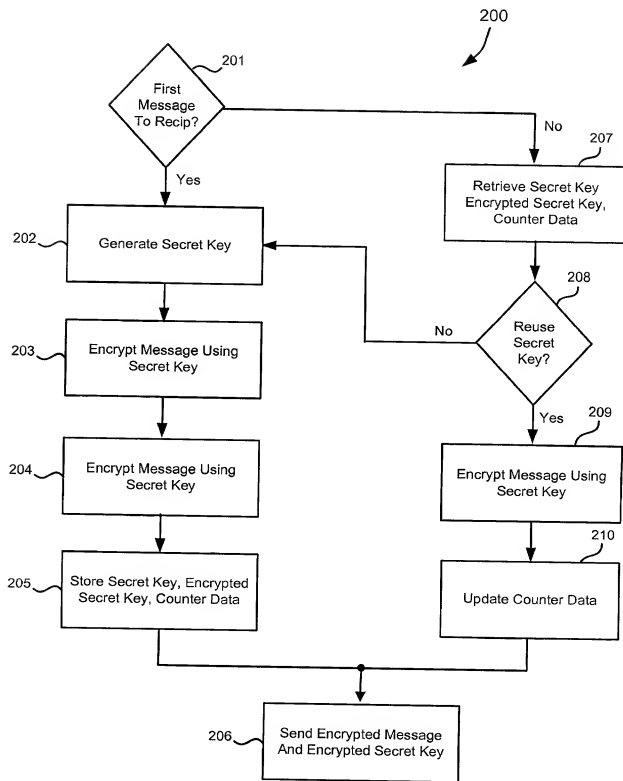 200
201
First
Message
To Recip?
No
Yes
207
Retrieve Secret Key
Encrypted Secret Key,
Counter Data
202
Generate Secret Key
208
Reuse
Secret
Key?
No
Yes
203
Encrypt Message Using
Secret Key
209
Encrypt Message Using
Secret Key
204
Encrypt Message Using
Secret Key
210
Update Counter Data
205
Store Secret Key, Encrypted
Secret Key, Counter Data
206
Send Encrypted Message
And Encrypted Secret Key